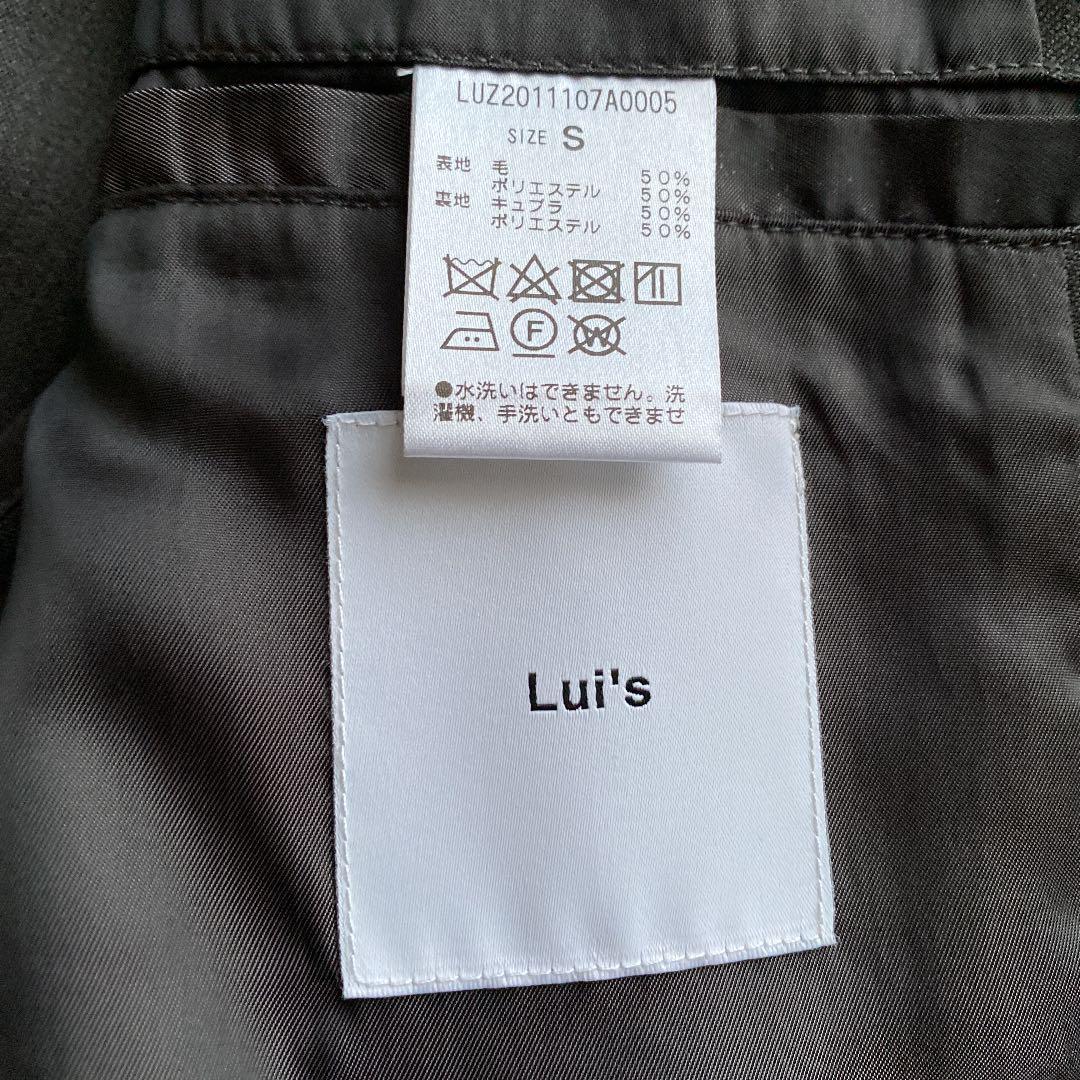 LUZ2011107A0005
SIZE S
表地 毛 50%
ポリエステル 50%
裏地 キュプラ 50%
ポリエステル 50%
F W
●水洗いはできません。洗
濯機、手洗いともできませ
Lui's